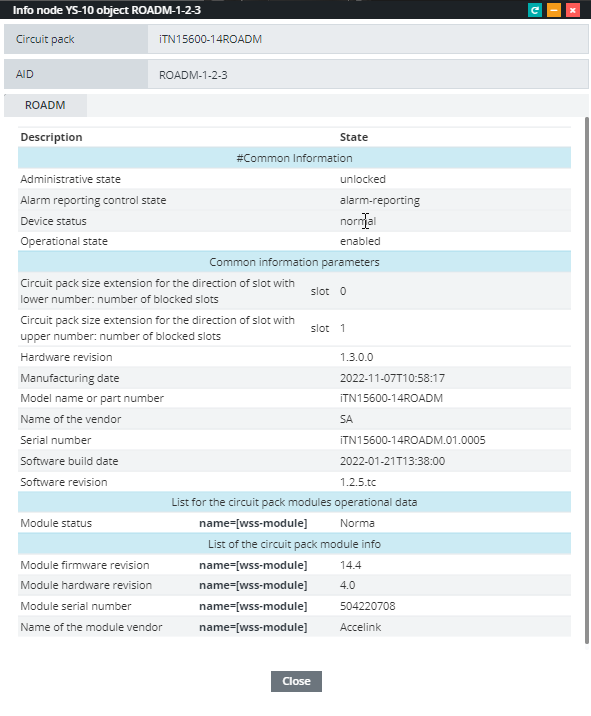 Info node YS-10 object ROADM-1-2-3
Circuit pack iTN15600-14ROADM
AID ROADM-1-2-3
ROADM
Description State
#Common Information
Administrative state unlocked
Alarm reporting control state alarm-reporting
Device status normal
Operational state enabled
Common information parameters
Circuit pack size extension for the direction of slot with
lower number: number of blocked slots slot 0
Circuit pack size extension for the direction of slot with
upper number: number of blocked slots slot 1
Hardware revision 1.3.0.0
Manufacturing date 2022-11-07T10:58:17
Model name or part number iTN15600-14ROADM
Name of the vendor SA
Serial number iTN15600-14ROADM.01.0005
Software build date 2022-01-21T13:38:00
Software revision 1.2.5.tc
List for the circuit pack modules operational data
Module status name=[wss-module] Norma
List of the circuit pack module info
Module firmware revision name=[wss-module] 14.4
Module hardware revision name=[wss-module] 4.0
Module serial number name=[wss-module] 504220708
Name of the module vendor name=[wss-module] Accelink
Close